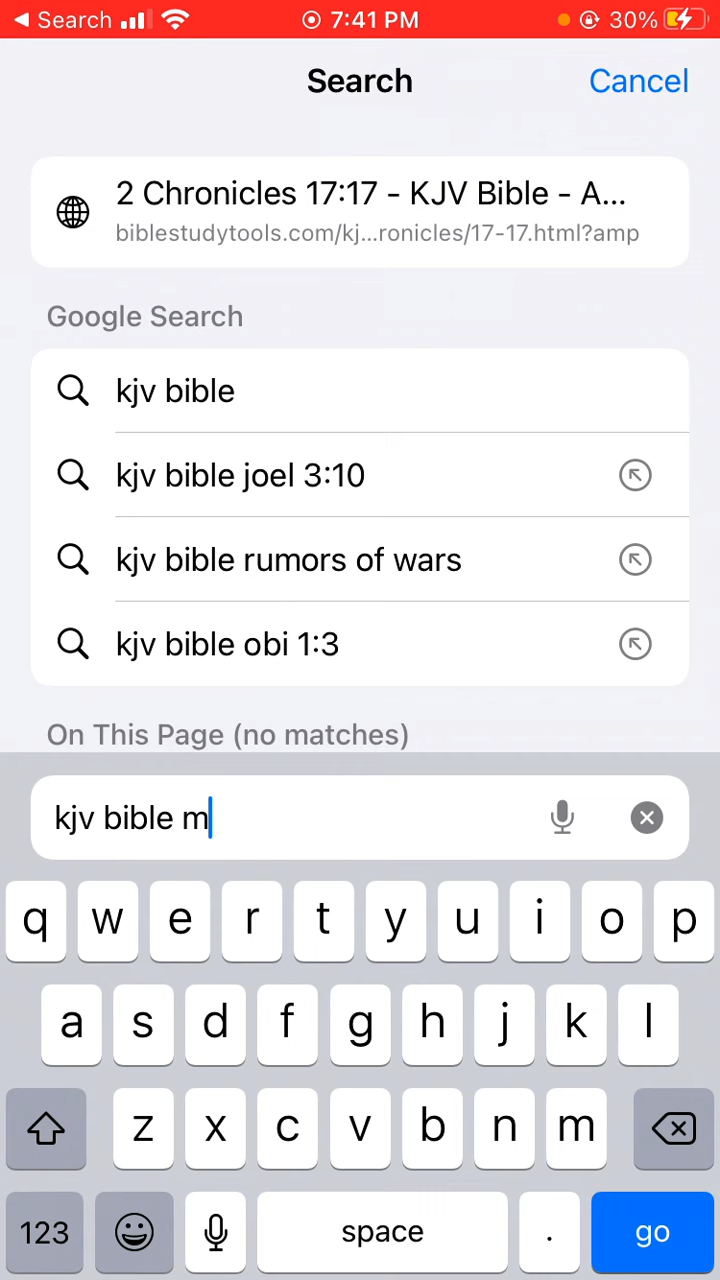 Search 7:41 PM 30%
Search Cancel
2 Chronicles 17:17 - KJV Bible - A...
biblestudytools.com/kj...ronicles/17-17.html?amp
Google Search
kjv bible
kjv bible joel 3:10
kjv bible rumors of wars
kjv bible obi 1:3
On This Page (no matches)
kjv bible m
q w e r t y u i o p
a s d f g h j k l
z x c v b n m
123 space . go